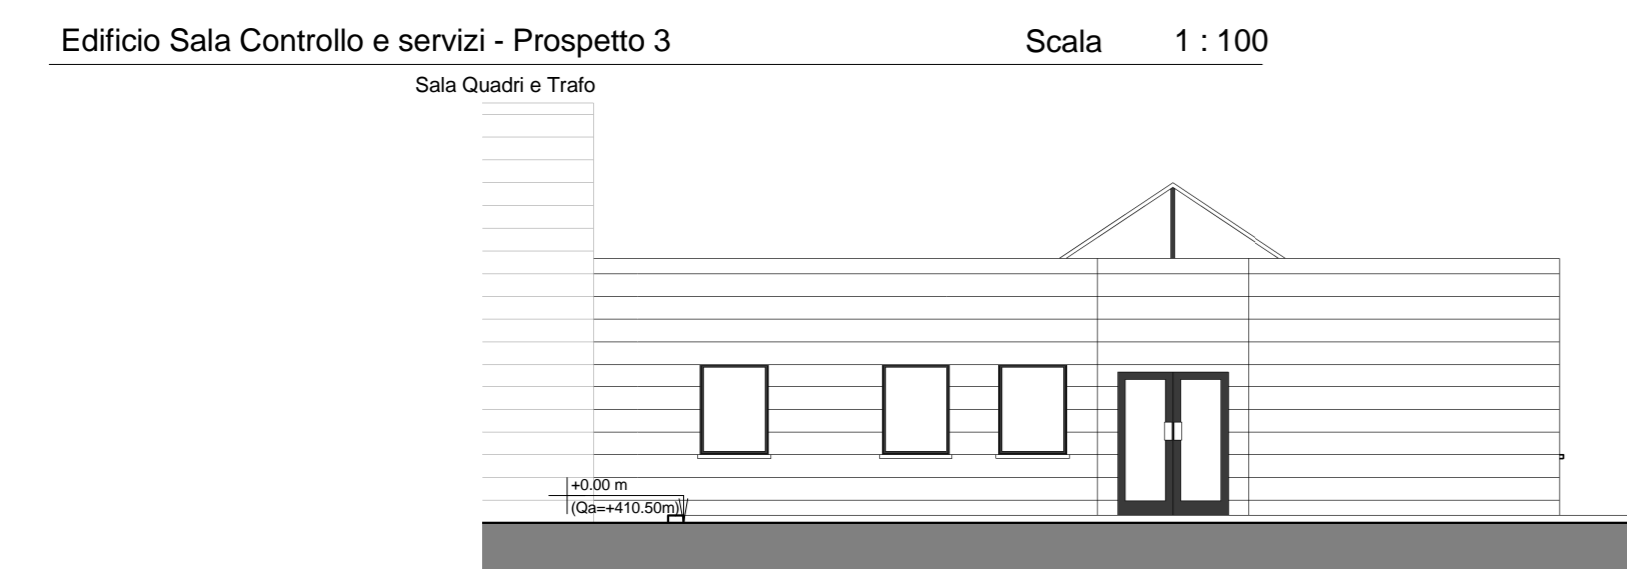 Edificio Sala Controllo e servizi - Prospetto 3 Scala 1 : 100
Sala Quadri e Trafo
+0.00 m
(Qa=+410.50m)